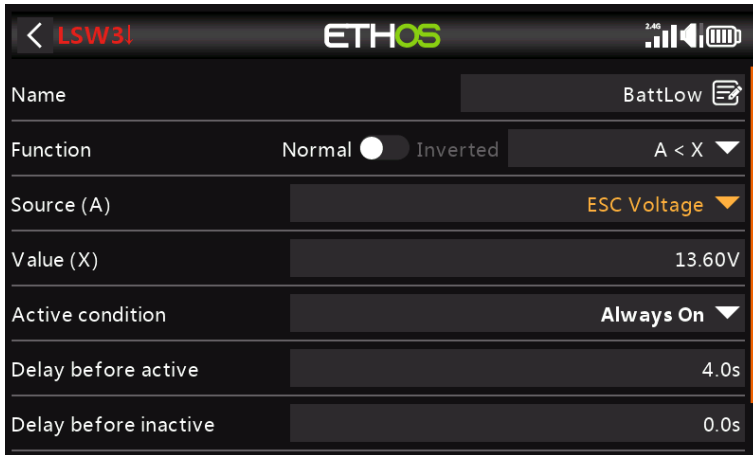 LSW3↓ ETHOS 2.4G
Name BattLow
Function Normal Inverted A < X
Source (A) ESC Voltage
Value (X) 13.60V
Active condition Always On
Delay before active 4.0s
Delay before inactive 0.0s